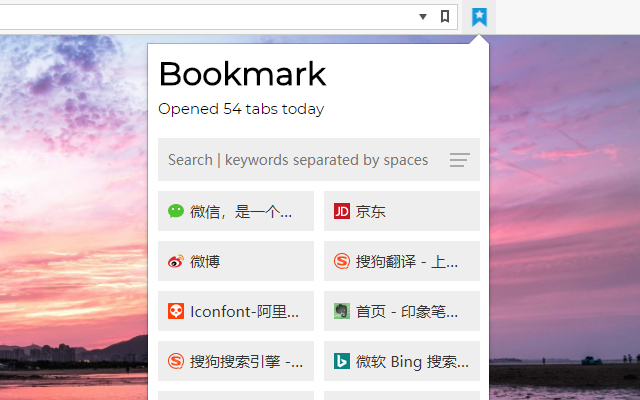 Bookmark
Opened 54 tabs today
Search | keywords separated by spaces
微信，是一个...
JD 京东
微博
搜狗翻译 - 上...
Iconfont-阿里...
首页 - 印象笔...
搜狗搜索引擎 -...
微软 Bing 搜索...